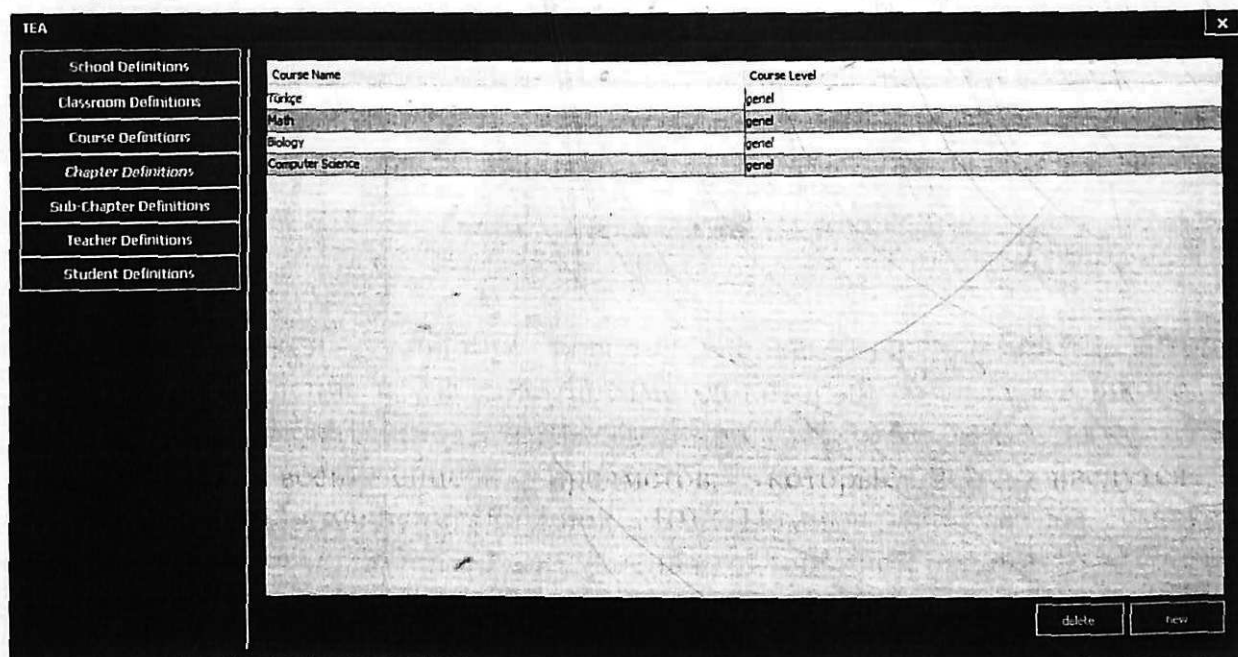 TEA
X
School Definitions
Classroom Definitions
Course Definitions
Chapter Definitions
Sub-Chapter Definitions
Teacher Definitions
Student Definitions
Course Name Course Level
Türkçe genel
Math genel
Biology genel
Computer Science genel
delete new